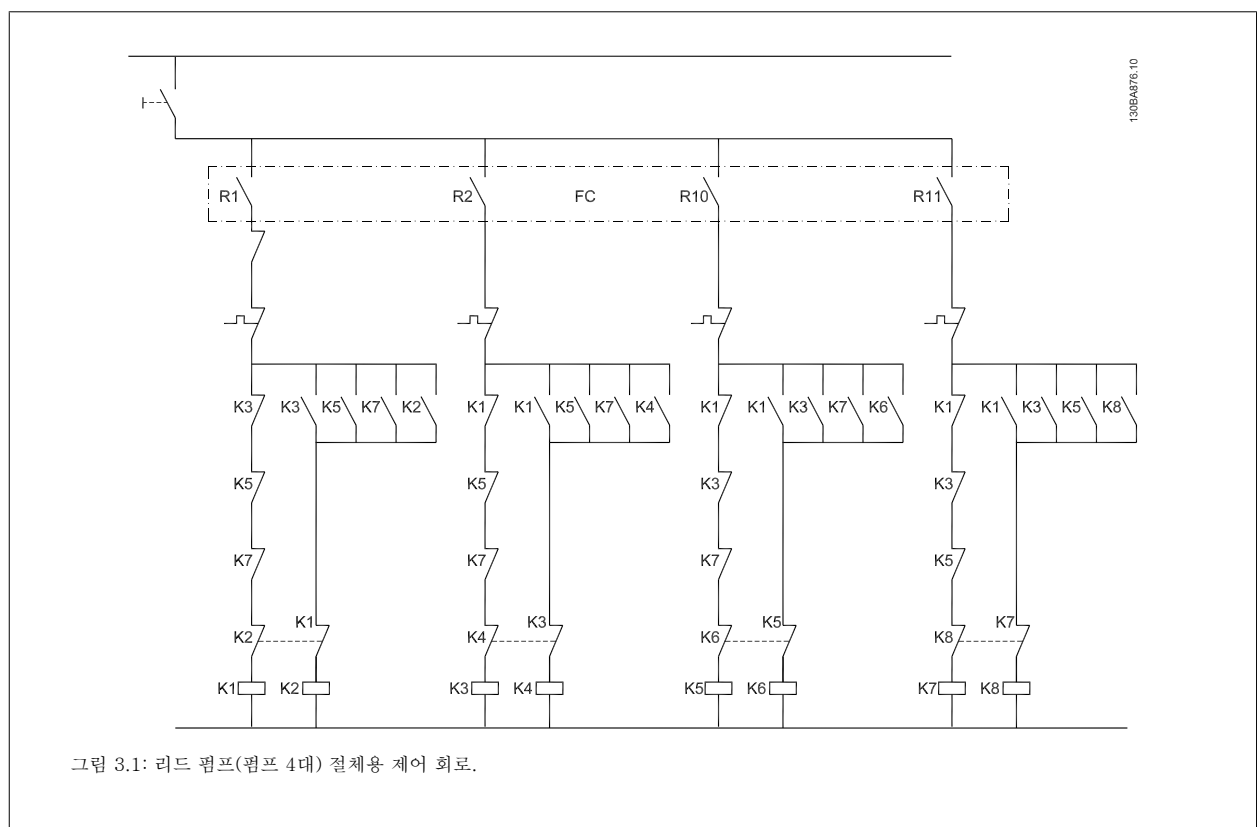 130BA876.10
R1 R2 FC R10 R11
K3 K3 K5 K7 K2 K1 K1 K5 K7 K4 K1 K1 K3 K7 K6 K1 K1 K3 K5 K8
K5 K5 K3 K3
K7 K7 K7 K5
K2 K1 K4 K3 K6 K5 K8 K7
K1 K2 K3 K4 K5 K6 K7 K8
그림 3.1: 리드 펌프(펌프 4대) 절체용 제어 회로.